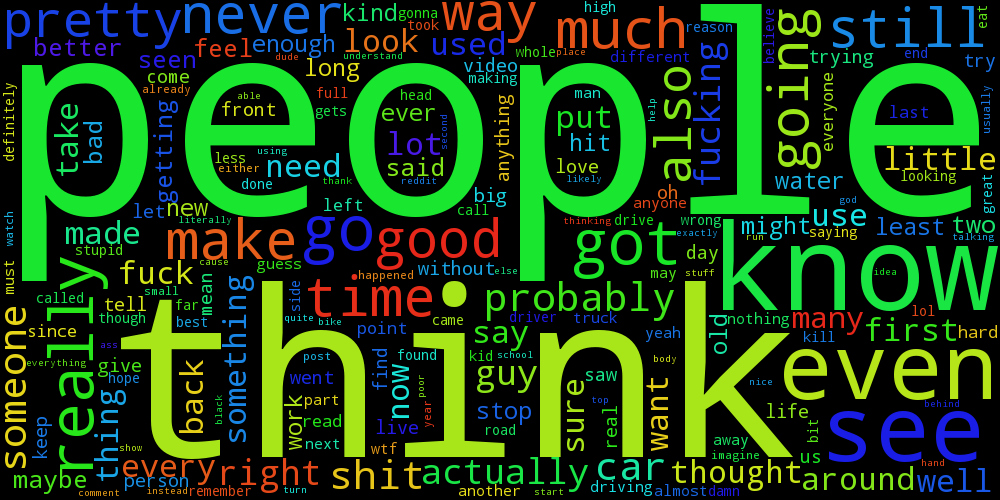 pretty
never
kind
gonna
took
way
high
much
reason
still
eat
better
seen
feel
enough
look
used
whole
place
different
believe
going
trying
end
try
definitely
come
already
dude
understand
long
video
making
people
take
bad
getting
able
front
full
gets
head
ever
lot
said
second
reddit
anything
man
put
hit
love
likely
help
also
fucking
everyone
last
usually
little
looking
less
using
either
need
done
thank
big
oh
anyone
water
great
let
new
literally
left
call
thinking
drive
wrong
exactly
might
use
god
saying
run
least
two
talking
watch
made
stupid
make
go
good
got
day
know
must
fuck
cause
guess
happened
without
else
may
stuff
idea
called
small
tell
far
mean
side
time
came
probably
nothing
many
lol
first
hard
someone
since
though
best
something
quite
bike
point
driver
say
truck
yeah
old
kill
really
everything
ass
give
hope
think
back
black
post
find
found
now
kid
school
guy
saw
body
nice
even
keep
thing
went
part
work
read
next
live
poor
year
stop
road
sure
top
real
want
life
bit
us
away
imagine
see
behind
maybe
show
every
person
right
wtf
shit
actually
car
driving
thought
around
well
hand
comment
instead
remember
turn
another
start
almost
damn